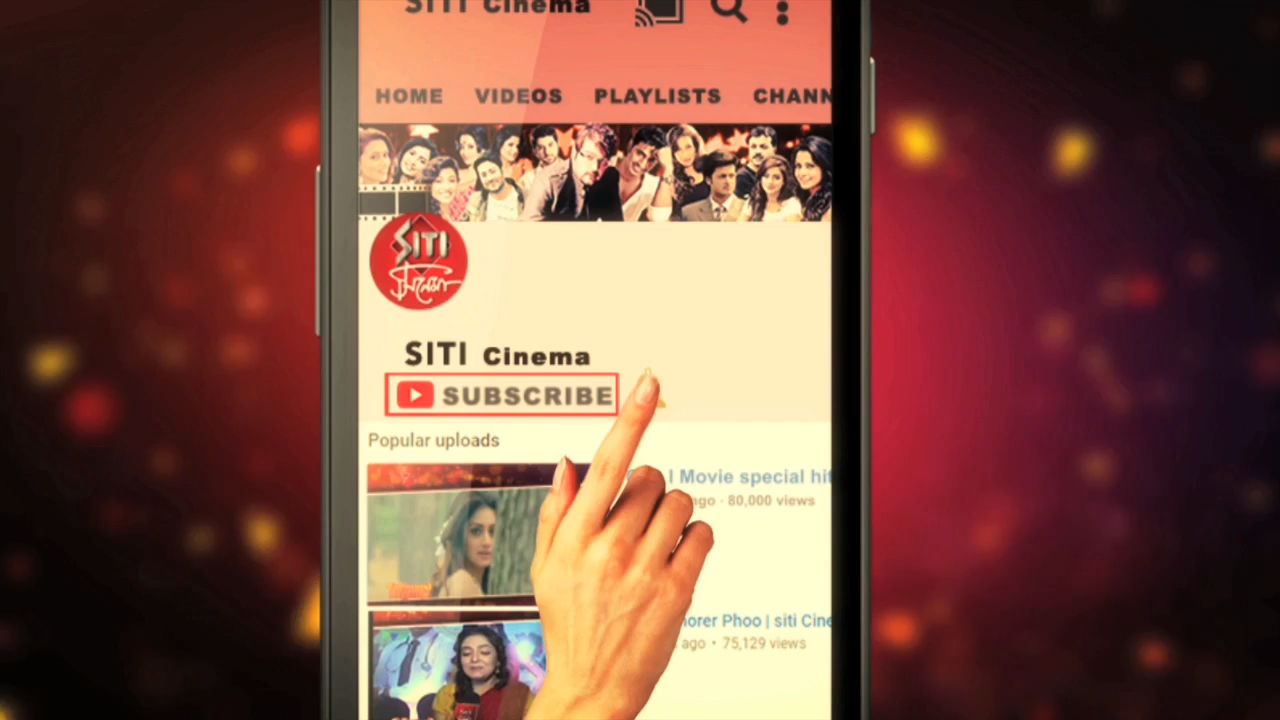 SITI Cinema
HOME VIDEOS PLAYLISTS CHANN
SITI
সিনেমা
SITI Cinema
SUBSCRIBE
Popular uploads
l Movie special hit
ago · 80,000 views
orer Phoo | siti Cine
ago • 75,129 views